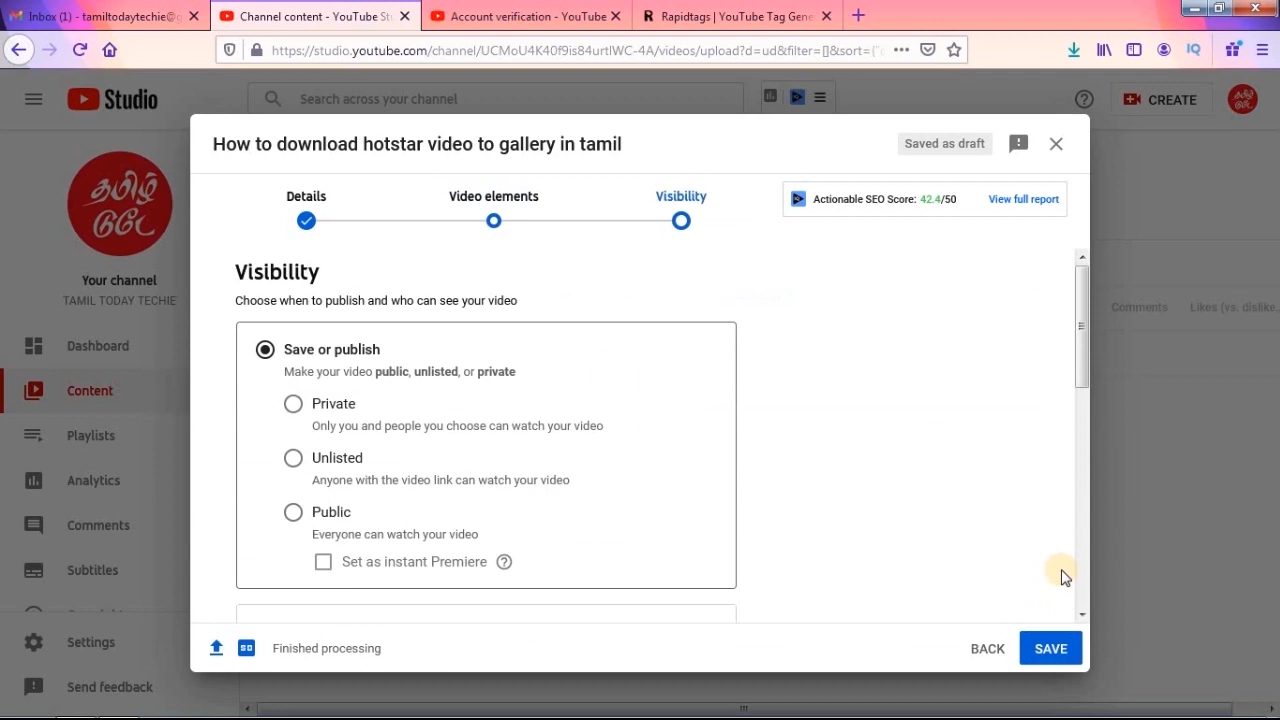 Inbox (1) - tamiltodaytechie@g
Channel content - YouTube St
Account verification - YouTube
Rapidtags | YouTube Tag Gene
https://studio.youtube.com/channel/UCMoU4K40f9is84urtIWC-4A/videos/upload?d=ud&filter=[]&sort={"
Studio
Search across your channel
CREATE
தமிழ்
டுடே
தமிழ்
டுடே
How to download hotstar video to gallery in tamil
Saved as draft
Details
Video elements
Visibility
Actionable SEO Score: 42.4/50
View full report
Your channel
TAMIL TODAY TECHIE
Dashboard
Content
Playlists
Analytics
Comments
Subtitles
Settings
Send feedback
Visibility
Choose when to publish and who can see your video
Save or publish
Make your video public, unlisted, or private
Private
Only you and people you choose can watch your video
Unlisted
Anyone with the video link can watch your video
Public
Everyone can watch your video
Set as instant Premiere
Comments
Likes (vs. dislike
SD
Finished processing
BACK
SAVE